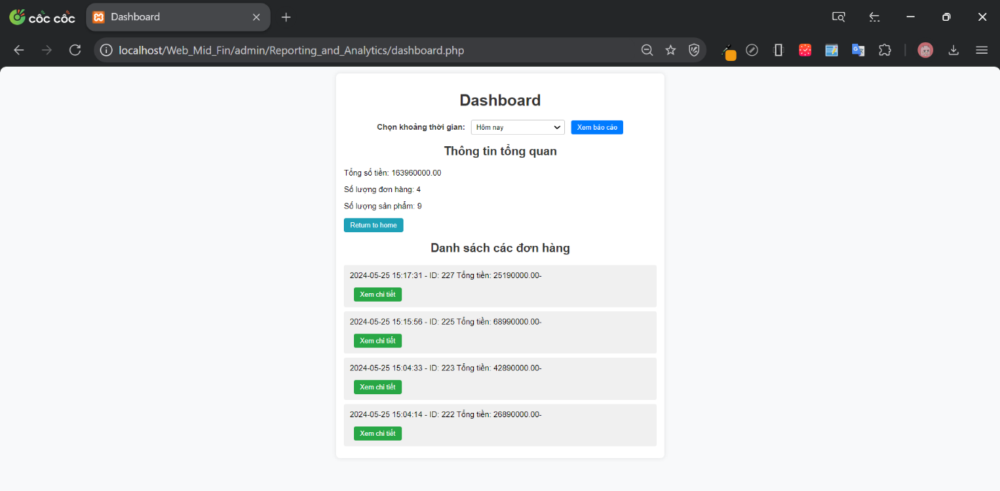 cốc cốc
Dashboard
localhost/Web_Mid_Fin/admin/Reporting_and_Analytics/dashboard.php
Dashboard
Chọn khoảng thời gian: Hôm nay Xem báo cáo
Thông tin tổng quan
Tổng số tiền: 163960000.00
Số lượng đơn hàng: 4
Số lượng sản phẩm: 9
Return to home
Danh sách các đơn hàng
2024-05-25 15:17:31 - ID: 227 Tổng tiền: 25190000.00-
Xem chi tiết
2024-05-25 15:15:56 - ID: 225 Tổng tiền: 68990000.00-
Xem chi tiết
2024-05-25 15:04:33 - ID: 223 Tổng tiền: 42890000.00-
Xem chi tiết
2024-05-25 15:04:14 - ID: 222 Tổng tiền: 26890000.00-
Xem chi tiết